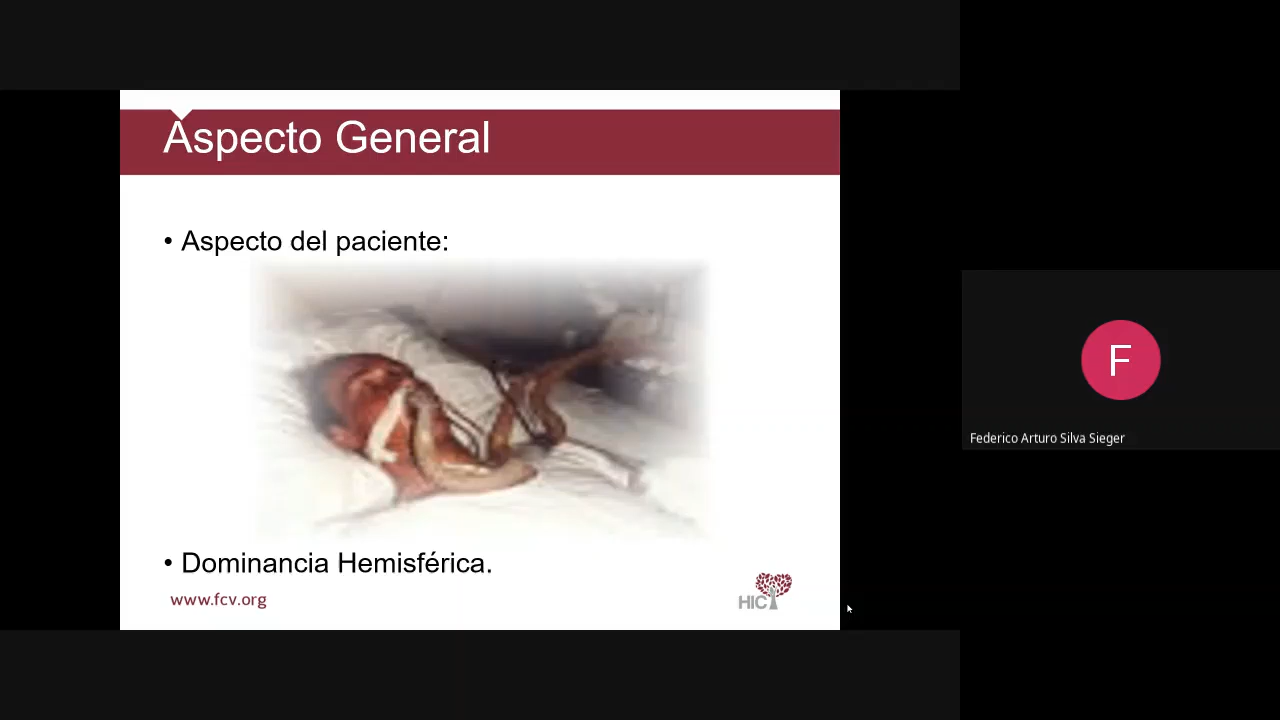 Aspecto General
• Aspecto del paciente:
• Dominancia Hemisférica.
www.fcv.org
HIC
F
Federico Arturo Silva Sieger